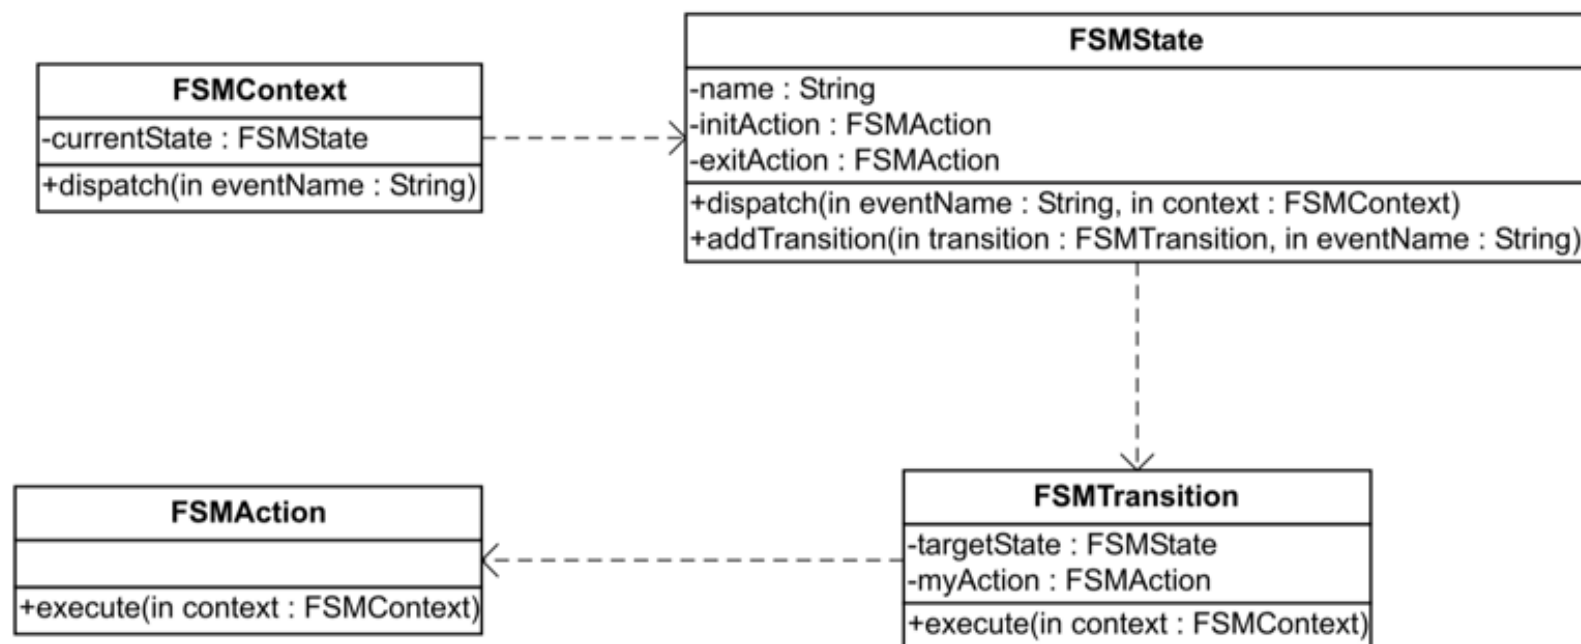 FSMContext
-currentState : FSMState
+dispatch(in eventName : String)
FSMState
-name : String
-initAction : FSMAction
-exitAction : FSMAction
+dispatch(in eventName : String, in context : FSMContext)
+addTransition(in transition : FSMTransition, in eventName : String)
FSMAction
+execute(in context : FSMContext)
FSMTransition
-targetState : FSMState
-myAction : FSMAction
+execute(in context : FSMContext)